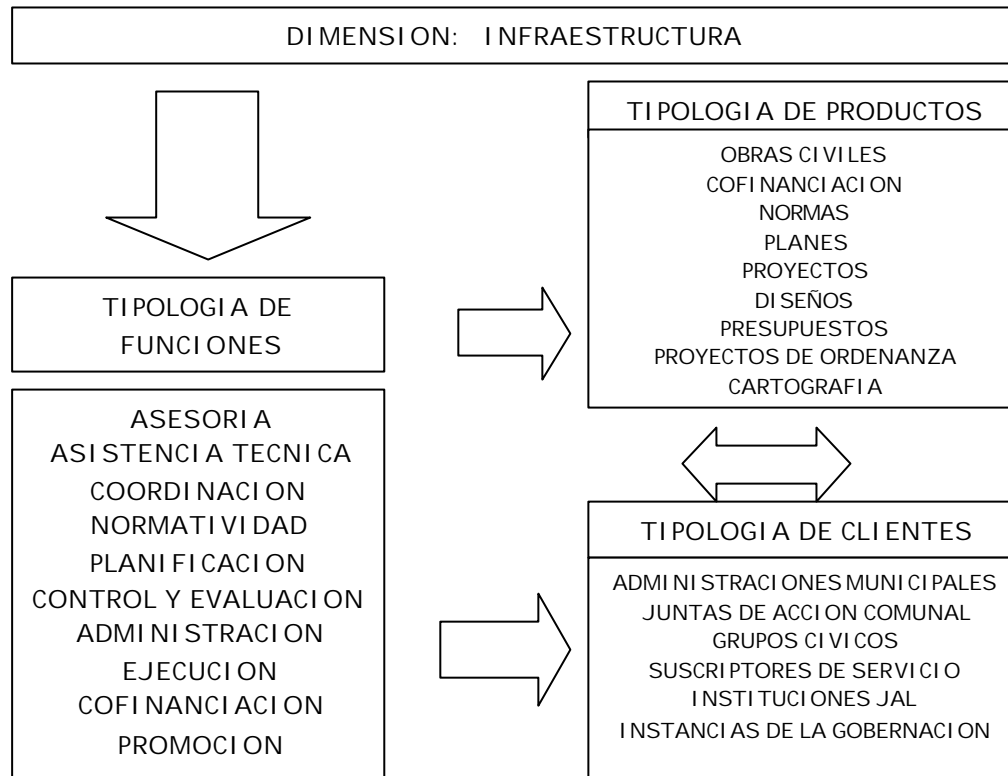 DIMENSION: INFRAESTRUCTURA
TIPOLOGIA DE
FUNCIONES
ASESORIA
ASISTENCIA TECNICA
COORDINACION
NORMATIVIDAD
PLANIFICACION
CONTROL Y EVALUACION
ADMINISTRACION
EJECUCION
COFINANCIACION
PROMOCION
TIPOLOGIA DE PRODUCTOS
OBRAS CIVILES
COFINANCIACION
NORMAS
PLANES
PROYECTOS
DISEÑOS
PRESUPUESTOS
PROYECTOS DE ORDENANZA
CARTOGRAFIA
TIPOLOGIA DE CLIENTES
ADMINISTRACIONES MUNICIPALES
JUNTAS DE ACCION COMUNAL
GRUPOS CIVICOS
SUSCRIPTORES DE SERVICIO
INSTITUCIONES JAL
INSTANCIAS DE LA GOBERNACION